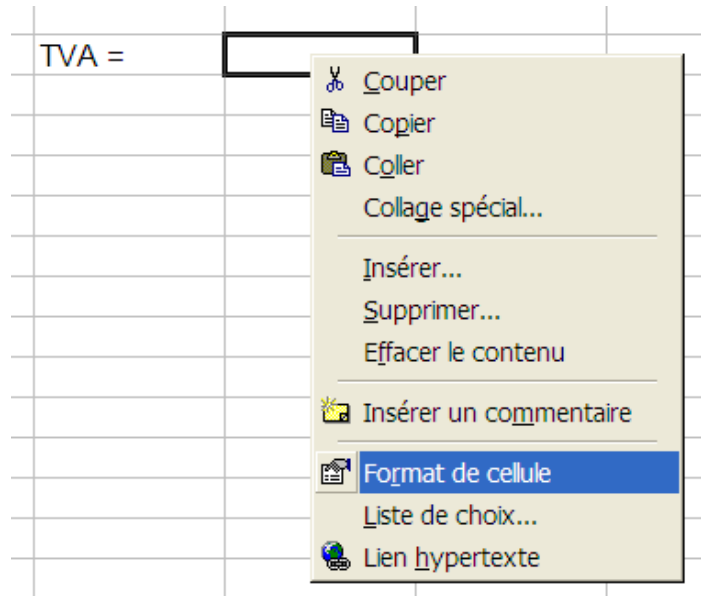 TVA =
Couper
Copier
Coller
Collage spécial...
Insérer...
Supprimer...
Effacer le contenu
Insérer un commentaire
Format de cellule
Liste de choix...
Lien hypertexte